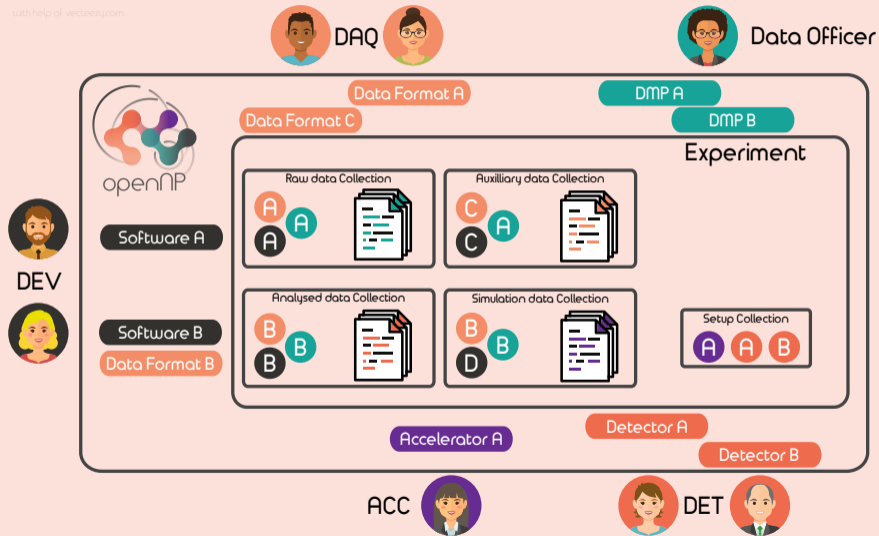 with help of vecteezy.com
DAQ
Data Officer
Data Format A
DMP A
Data Format C
DMP B
openNP
Experiment
Raw data Collection
A
A
A
Auxilliary data Collection
C
A
C
Software A
DEV
Analysed data Collection
B
B
B
Simulation data Collection
B
B
D
Setup Collection
A A B
Software B
Data Format B
Accelerator A
Detector A
Detector B
ACC
DET